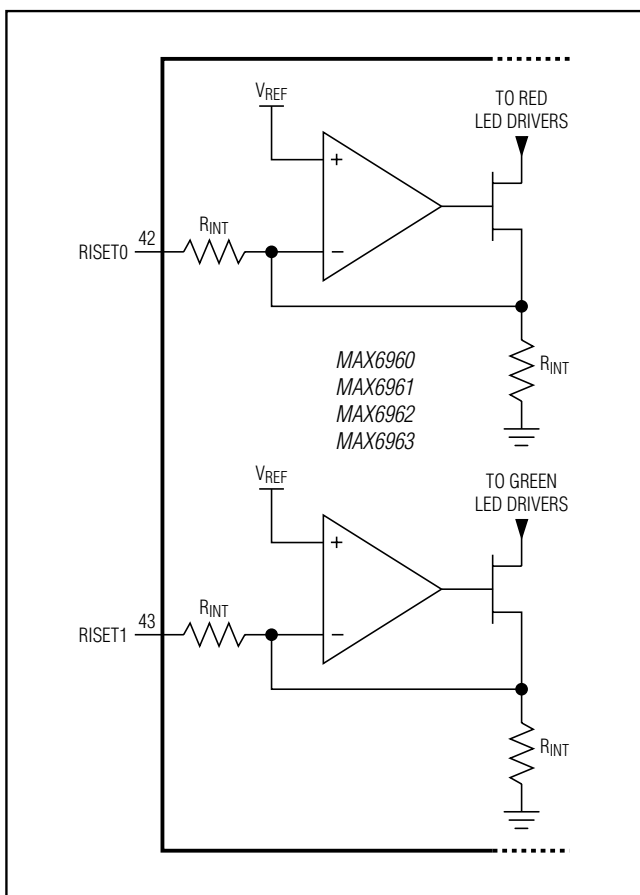 VREF
TO RED
LED DRIVERS
+
RISET0 42 RINT
−
RINT
MAX6960
MAX6961
MAX6962
MAX6963
VREF
TO GREEN
LED DRIVERS
+
RISET1 43 RINT
−
RINT